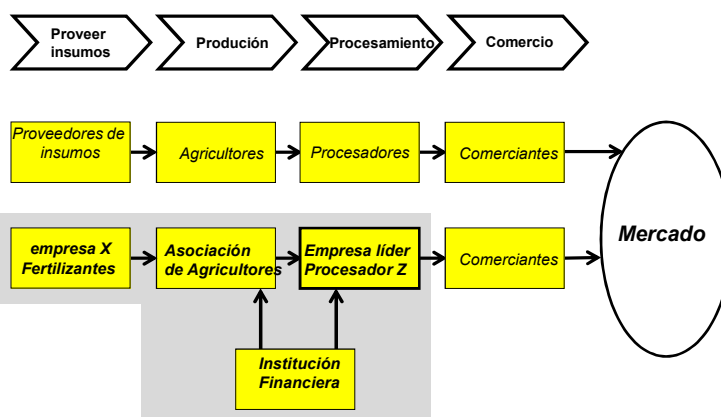 Proveer
insumos
Produción
Procesamiento
Comercio
Proveedores de
insumos
Agricultores
Procesadores
Comerciantes
empresa X
Fertilizantes
Asociación
de Agricultores
Empresa líder
Procesador Z
Comerciantes
Mercado
Institución
Financiera